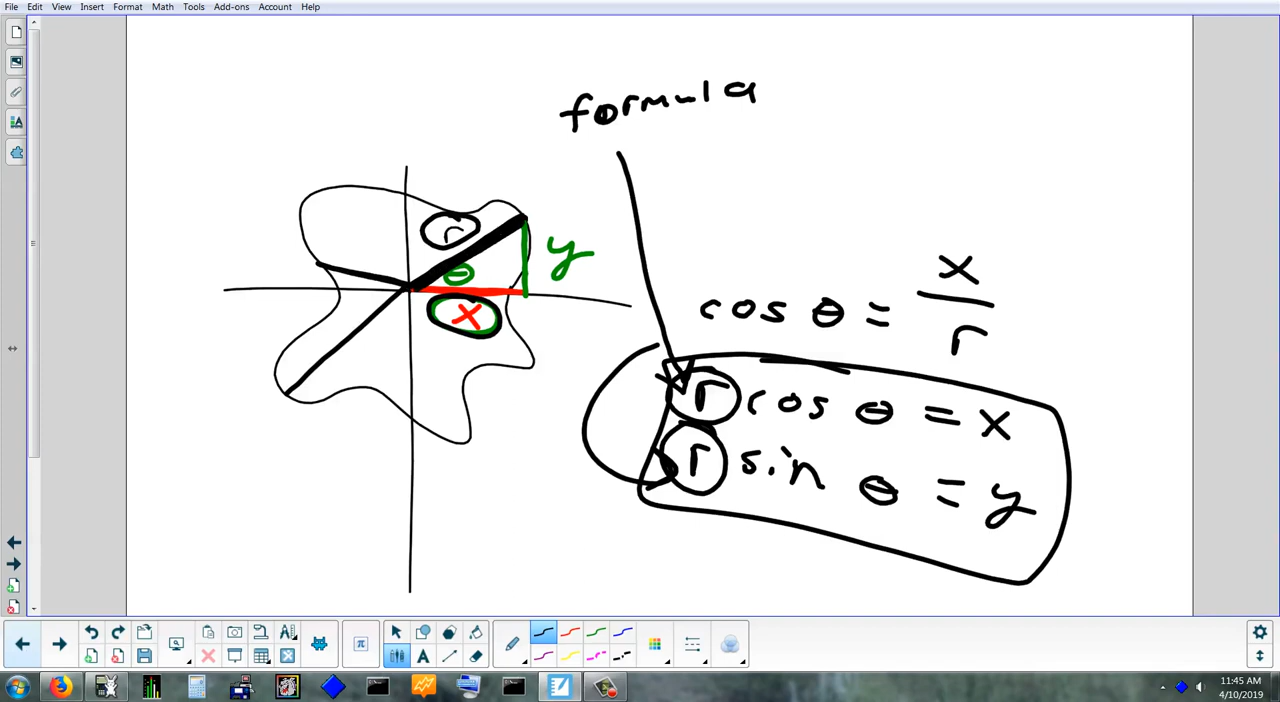 File Edit View Insert Format Math Tools Add-ons Account Help
formula
r
θ
y
x
cos θ = x
r
r cos θ = x
r sin θ = y
π
A
11:45 AM
4/10/2019